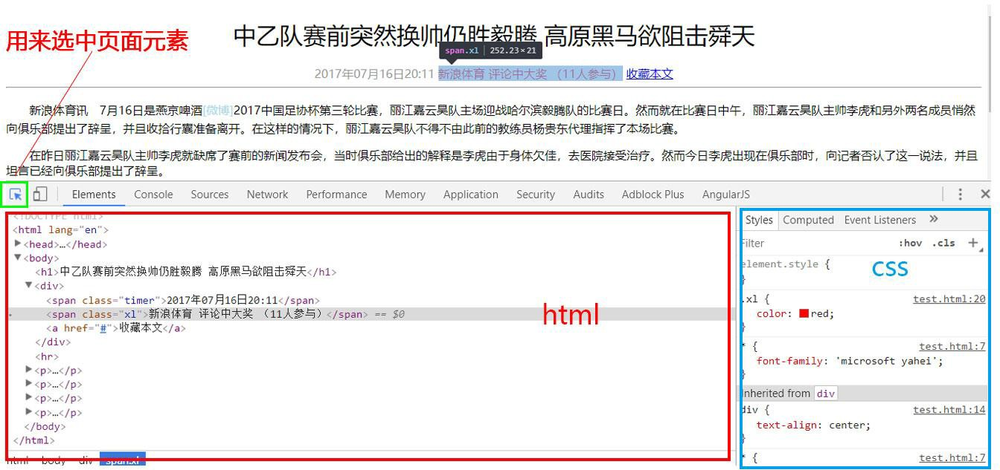 中乙队赛前突然换帅仍胜毅腾 高原黑马欲阻击舜天
用来选中页面元素
span.xl 252.23×21
2017年07月16日20:11 新浪体育 评论中大奖 （11人参与） 收藏本文
新浪体育讯　7月16日是燕京啤酒[微博]2017中国足协杯第三轮比赛，丽江嘉云昊队主场迎战哈尔滨毅腾队的比赛日。然而就在比赛日中午，丽江嘉云昊队主帅李虎和另外两名成员悄然
向俱乐部提出了辞呈，并且收拾行囊准备离开。在这样的情况下，丽江嘉云昊队不得不由此前的教练员杨贵东代理指挥了本场比赛。
在昨日丽江嘉云昊队主帅李虎就缺席了赛前的新闻发布会，当时俱乐部给出的解释是李虎由于身体欠佳，去医院接受治疗。然而今日李虎出现在俱乐部时，向记者否认了这一说法，并且
坦言已经向俱乐部提出了辞呈。
Elements Console Sources Network Performance Memory Application Security Audits Adblock Plus AngularJS
<!DOCTYPE html>
<html lang="en">
<head>…</head>
<body>
<h1>中乙队赛前突然换帅仍胜毅腾 高原黑马欲阻击舜天</h1>
<div>
<span class="timer">2017年07月16日20:11</span>
<span class="xl">新浪体育 评论中大奖 （11人参与）</span> == $0
<a href="#">收藏本文</a>
</div>
<hr>
<p>…</p>
<p>…</p>
<p>…</p>
<p>…</p>
</body>
</html>
html
html body div span.xl
Styles Computed Event Listeners »
Filter :hov .cls +
element.style {
}
css
.xl { test.html:20
color: red;
}
* { test.html:7
font-family: 'microsoft yahei';
}
Inherited from div
div { test.html:14
text-align: center;
}
* { test.html:7